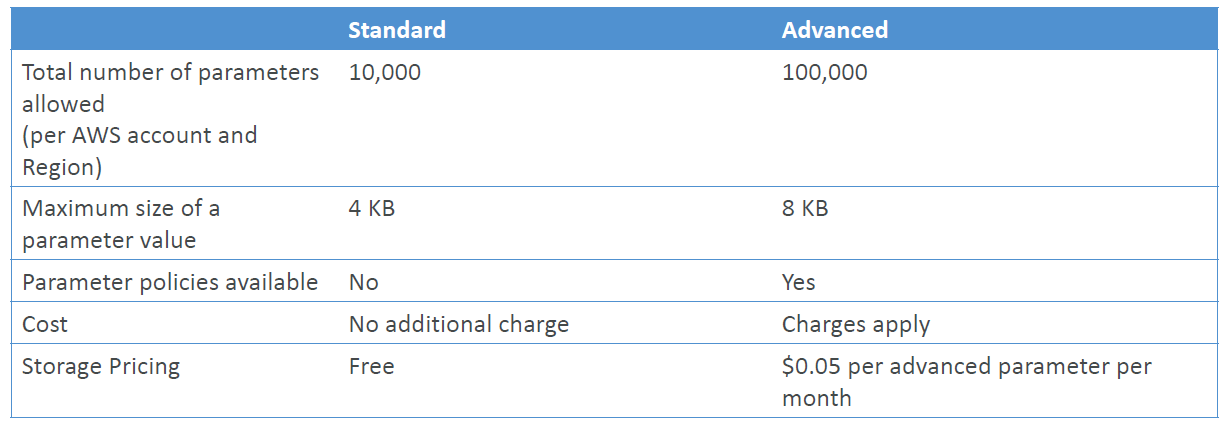 Standard Advanced
Total number of parameters 10,000 100,000
allowed
(per AWS account and
Region)
Maximum size of a 4 KB 8 KB
parameter value
Parameter policies available No Yes
Cost No additional charge Charges apply
Storage Pricing Free $0.05 per advanced parameter per
month